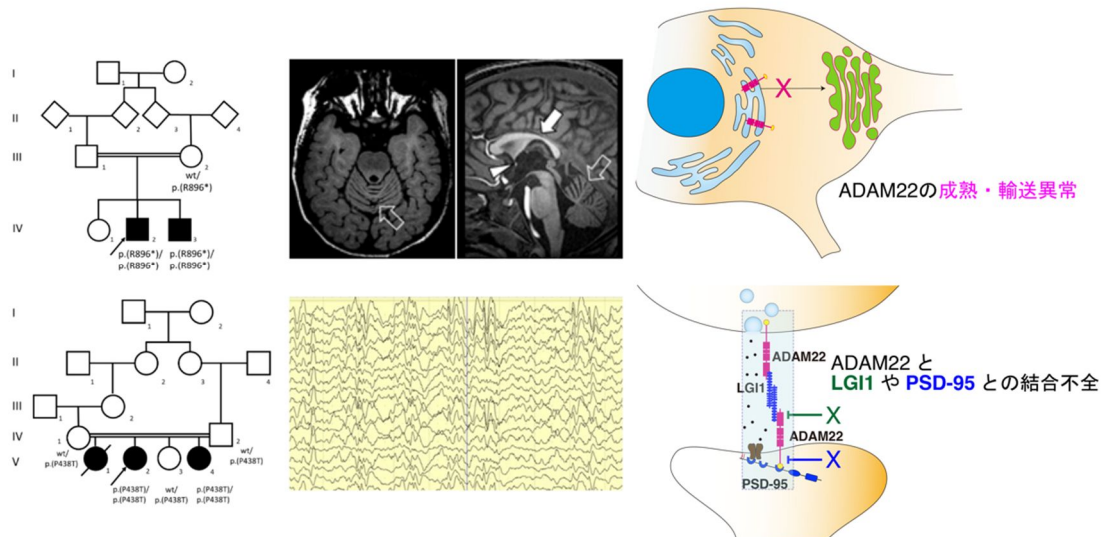 I
1
2
II
1
2
3
4
III
1
2
wt/
p.(R896*)
IV
1
2
3
p.(R896*)/
p.(R896*)
p.(R896*)/
p.(R896*)
ADAM22の成熟・輸送異常
X
I
1
2
II
1
2
3
4
III
1
2
IV
1
2
wt/
p.(P438T)
wt/
p.(P438T)
V
1
2
3
4
p.(P438T)/
p.(P438T)
wt/
p.(P438T)
p.(P438T)/
p.(P438T)
ADAM22
LGI1
ADAM22
PSD-95
X
X
ADAM22 と
LGI1 や PSD-95 との結合不全